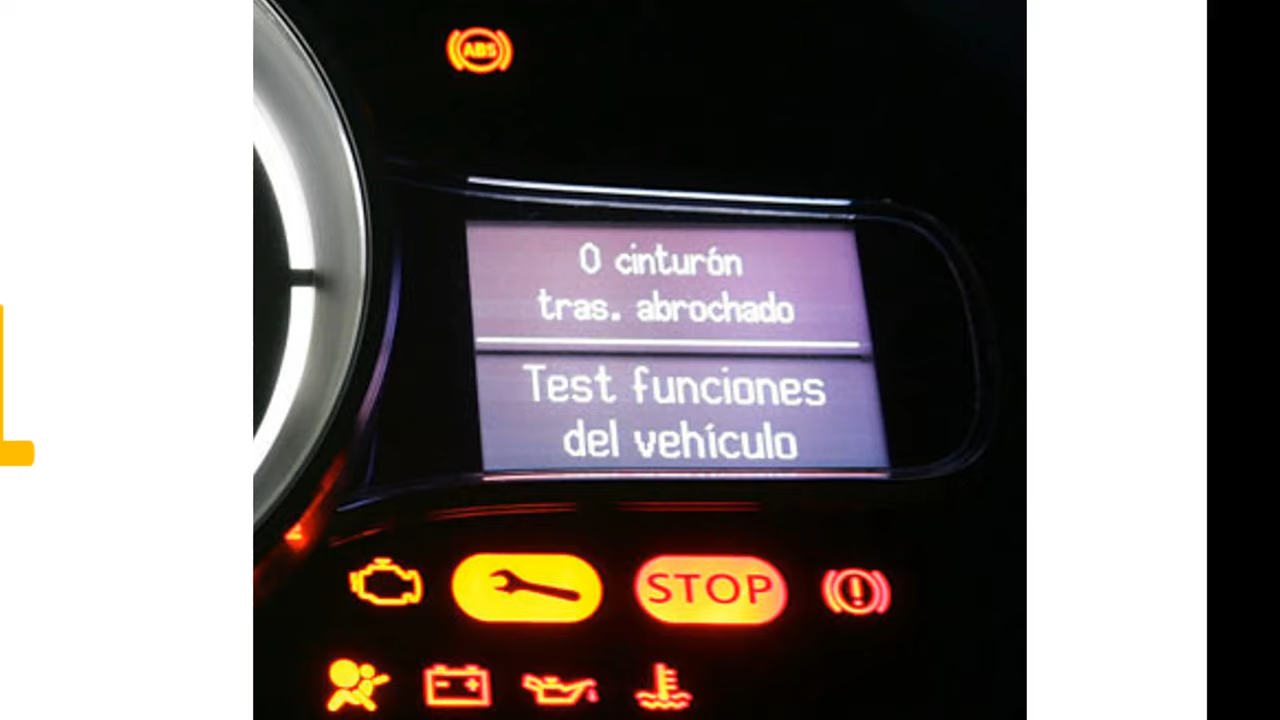 ABS
0 cinturón
tras. abrochado
Test funciones
del vehículo
STOP